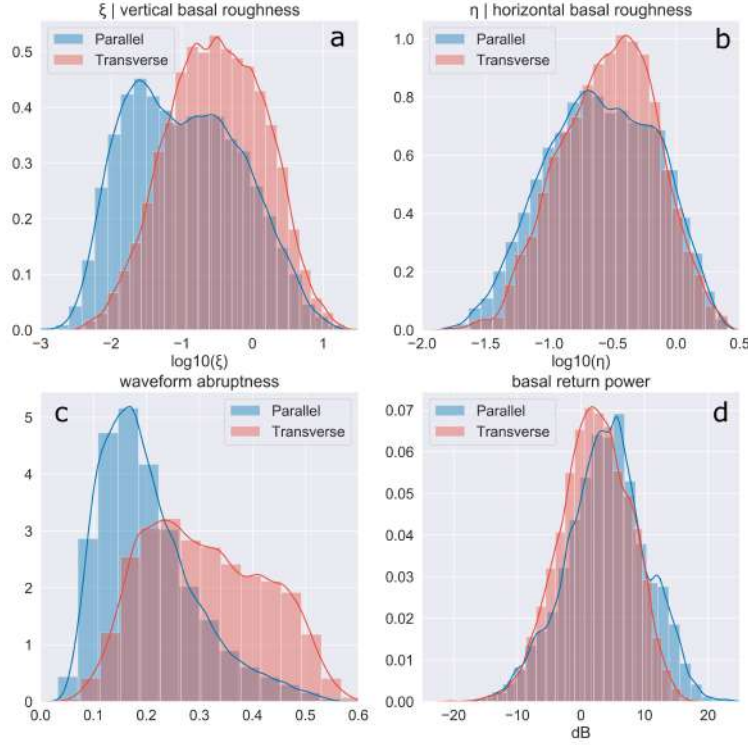 ξ | vertical basal roughness
a
Parallel
Transverse
0.5
0.4
0.3
0.2
0.1
0.0
−3 −2 −1 0 1
log10(ξ)
η | horizontal basal roughness
b
Parallel
Transverse
1.0
0.8
0.6
0.4
0.2
0.0
−2.0 −1.5 −1.0 −0.5 0.0 0.5
log10(η)
waveform abruptness
c
Parallel
Transverse
5
4
3
2
1
0
0.0 0.1 0.2 0.3 0.4 0.5 0.6
basal return power
d
Parallel
Transverse
0.07
0.06
0.05
0.04
0.03
0.02
0.01
0.00
−20 −10 0 10 20
dB